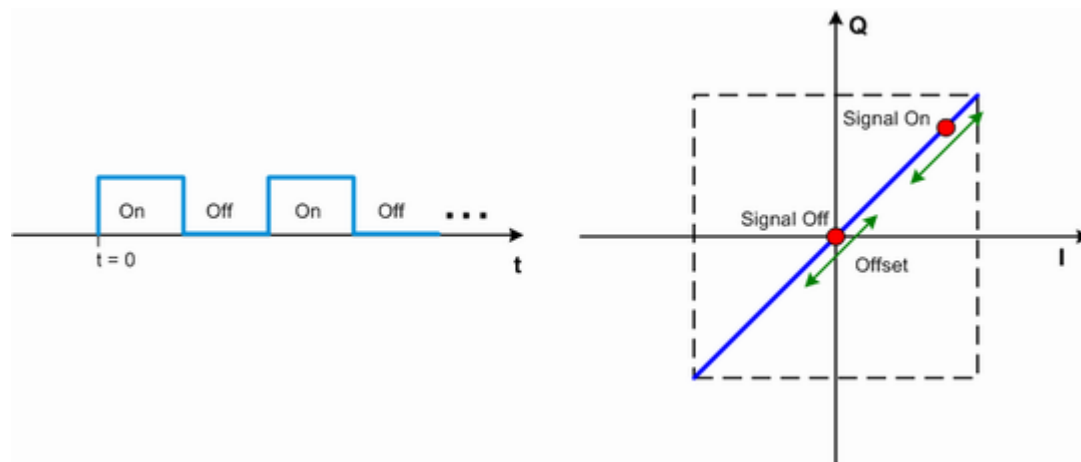 On
Off
On
Off
...
t = 0
t
Q
Signal On
Signal Off
Offset
I